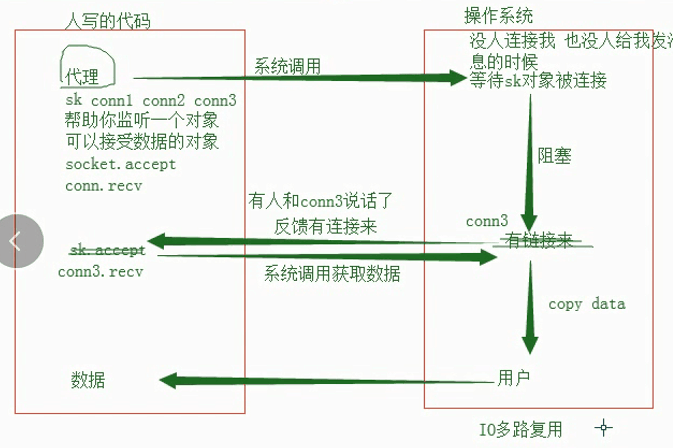 人写的代码
操作系统
没人连接我 也没人给我发消
息的时候
等待sk对象被连接
代理
系统调用
sk conn1 conn2 conn3
帮助你监听一个对象
可以接受数据的对象
socket.accept
conn.recv
阻塞
有人和conn3说话了
反馈有连接来
conn3
有链接来
sk.accept
conn3.recv
系统调用获取数据
copy data
数据
用户
IO多路复用